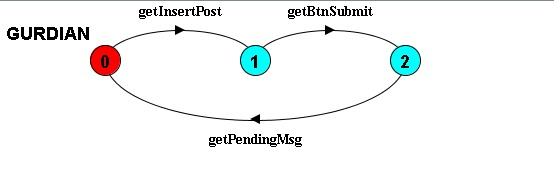 getInsertPost
getBtnSubmit
GURDIAN
0
1
2
getPendingMsg